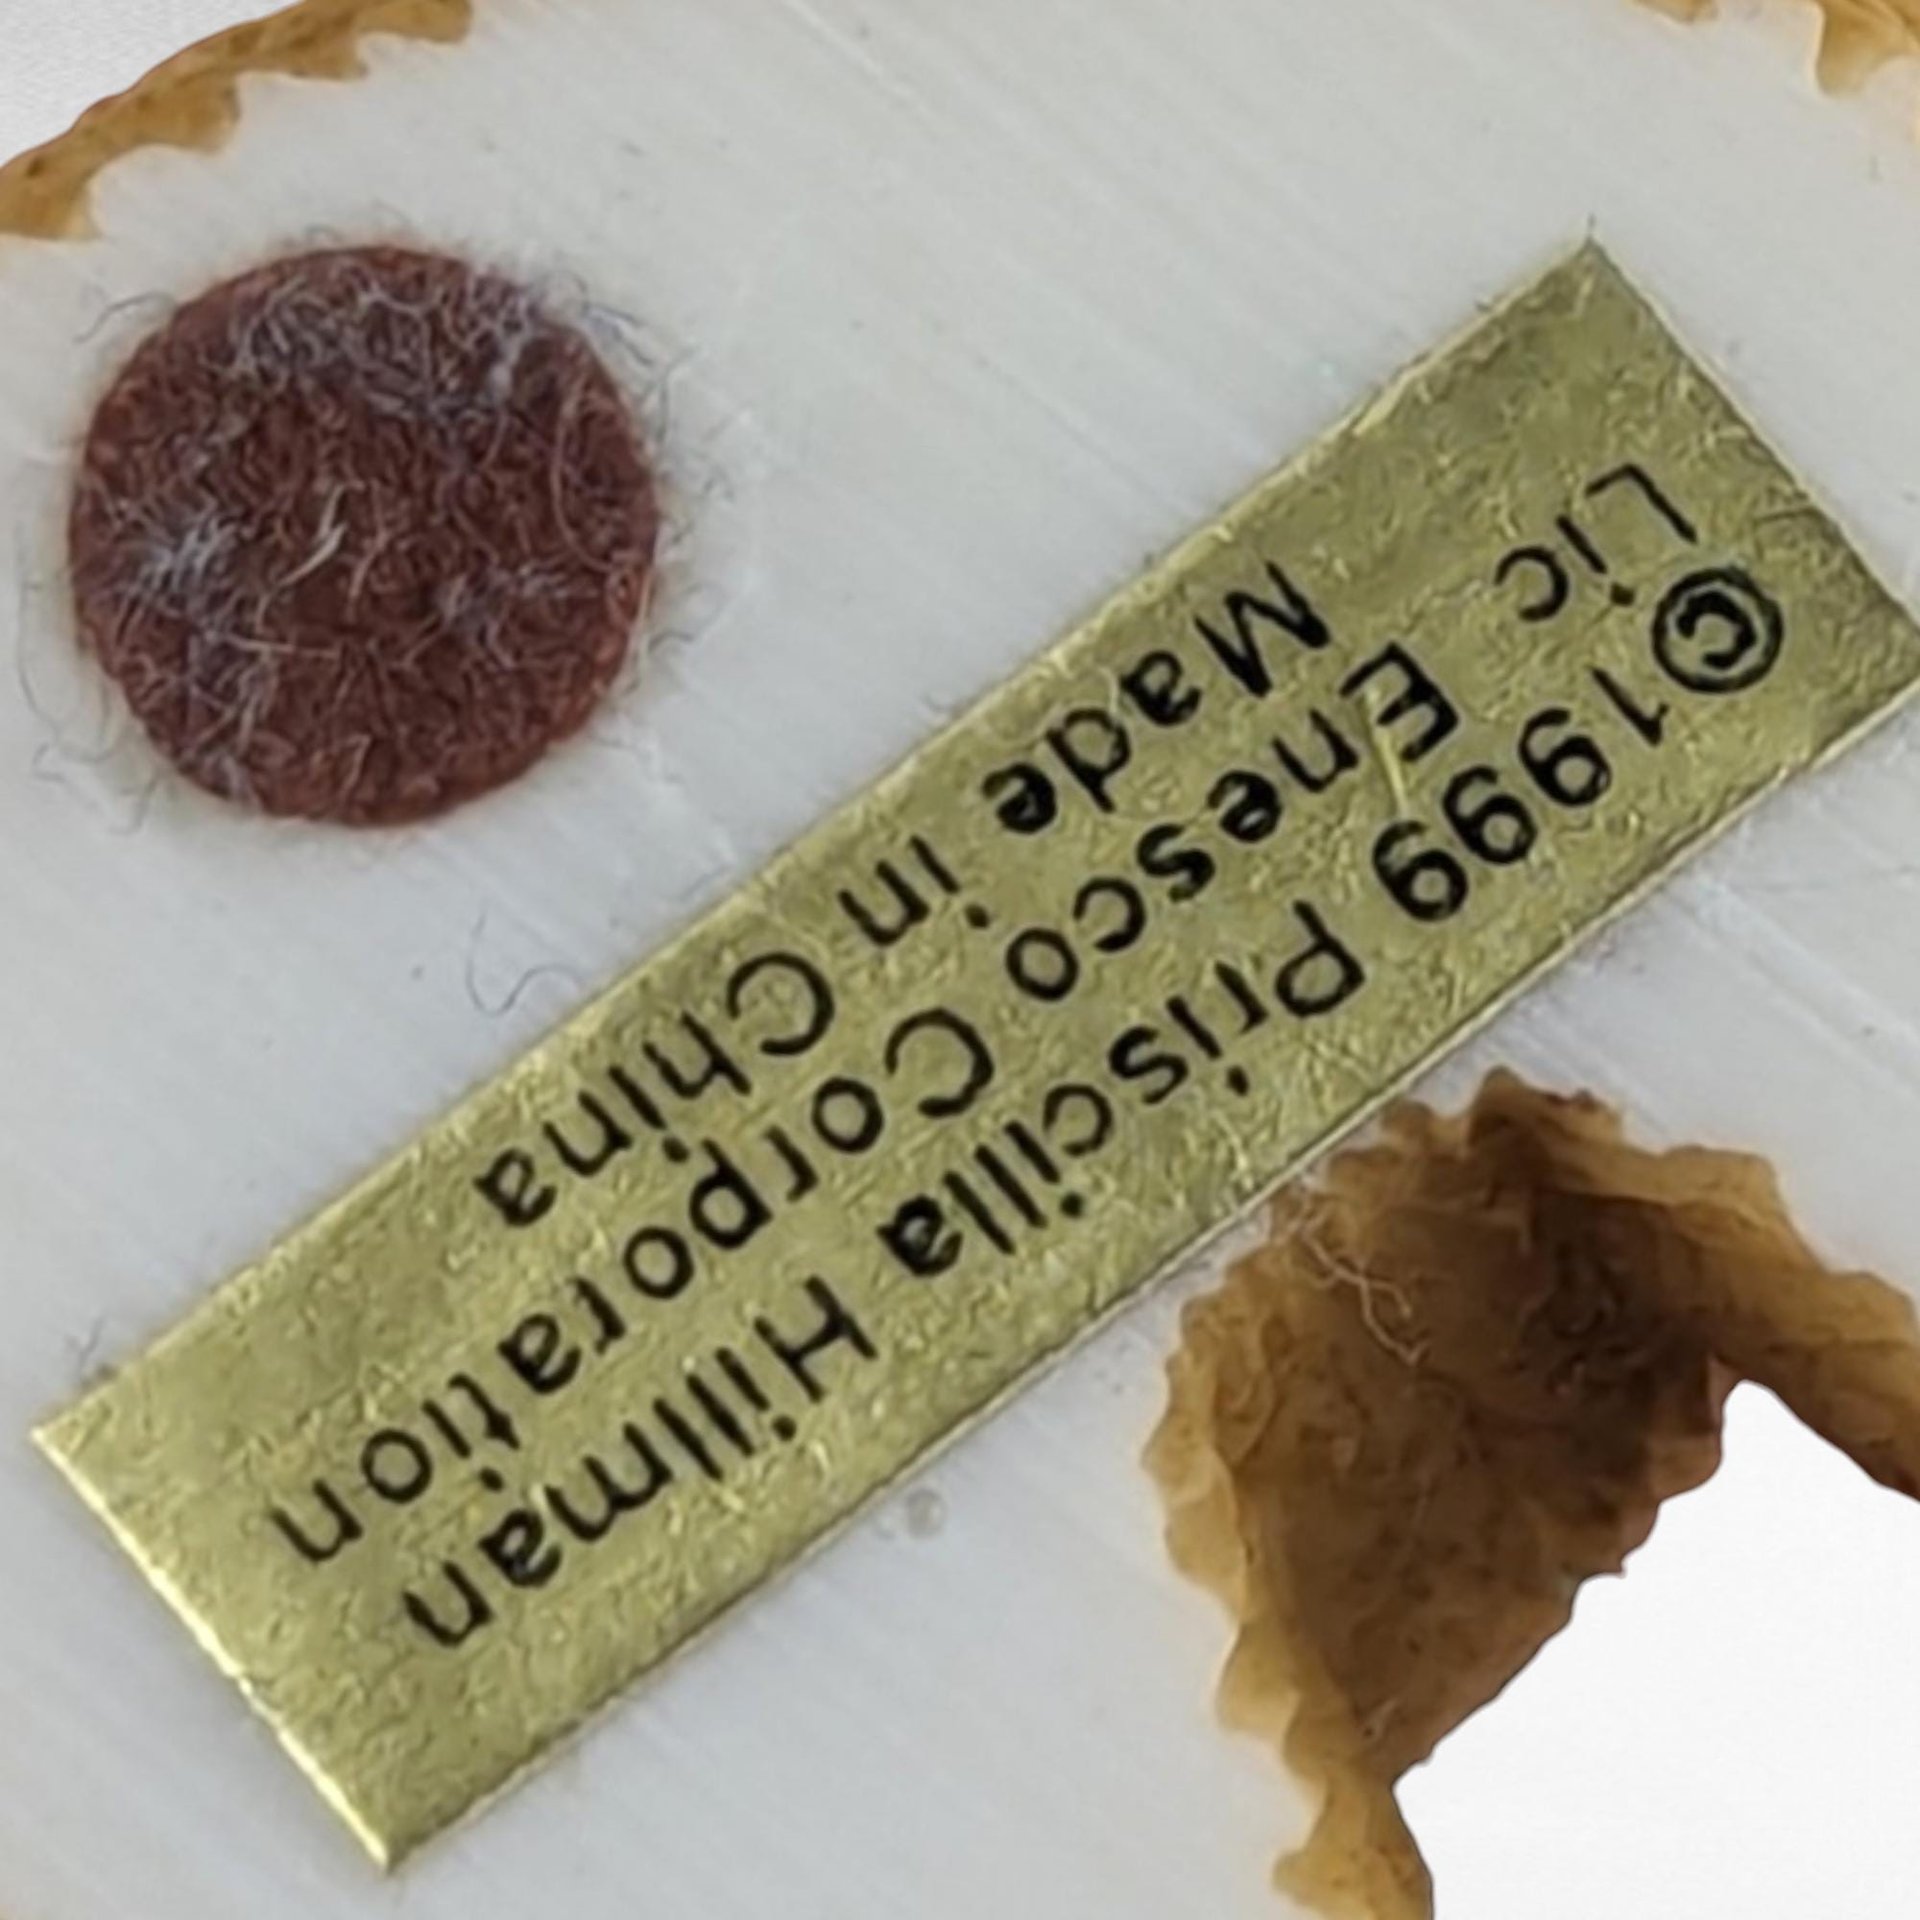 ©1999 Priscilla Hillman
Lic Enesco Corporation
Made in China